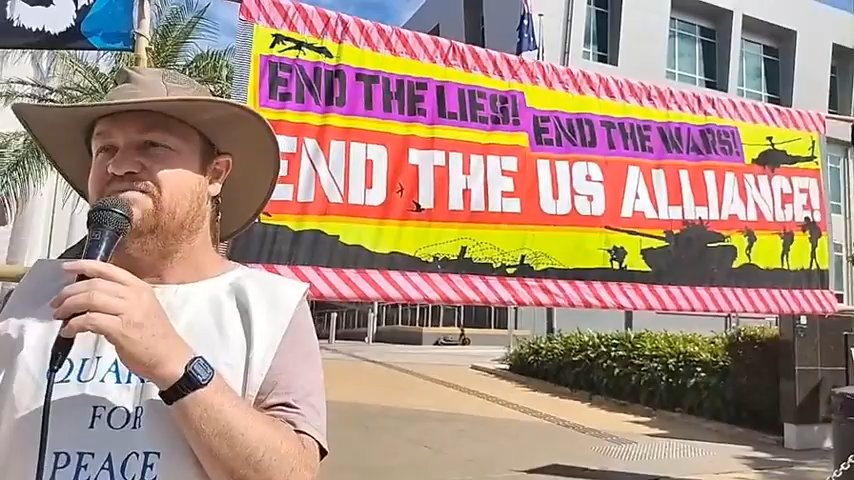 END THE LIES! END THE WARS!
END THE US ALLIANCE!
FOR
PEACE